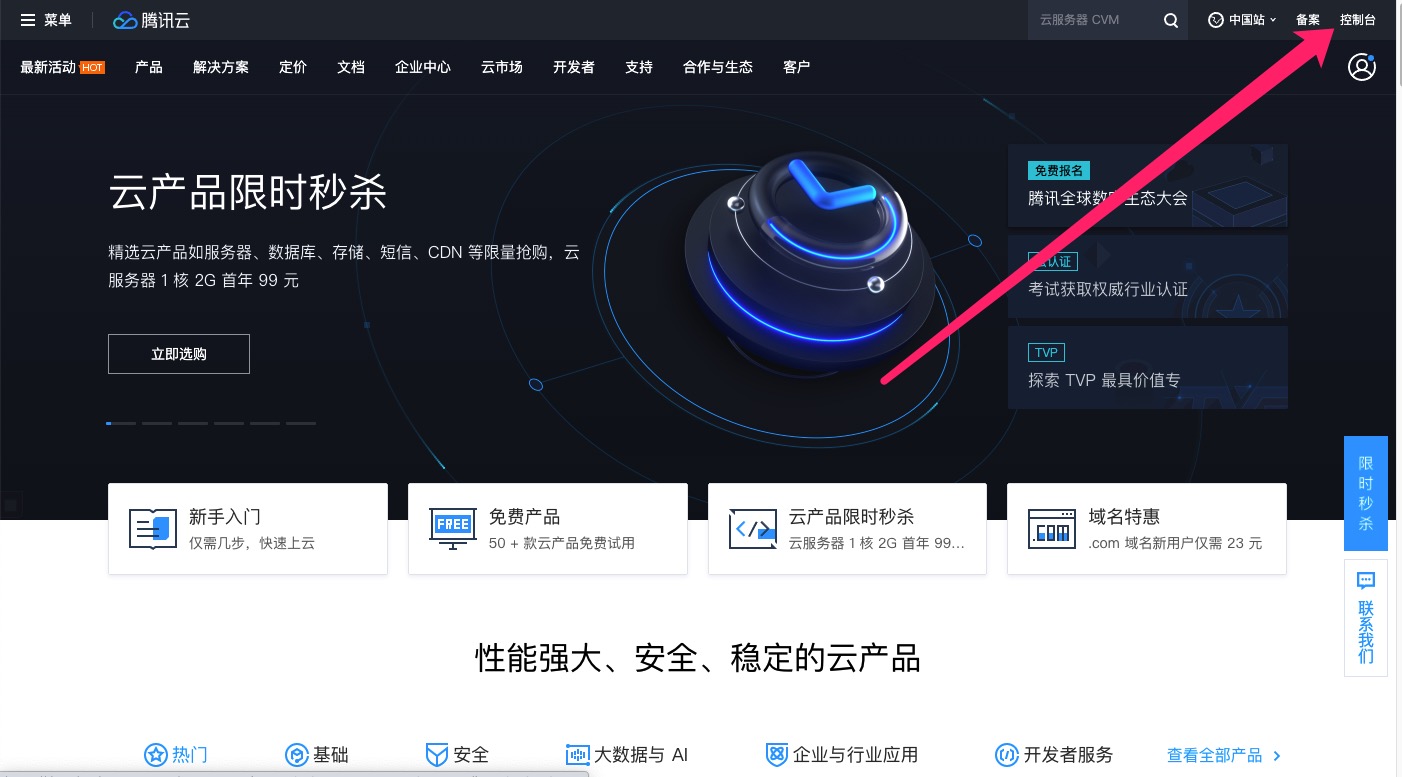 菜单
腾讯云
云服务器 CVM
中国站
备案
控制台
最新活动 HOT
产品
解决方案
定价
文档
企业中心
云市场
开发者
支持
合作与生态
客户
云产品限时秒杀
精选云产品如服务器、数据库、存储、短信、CDN 等限量抢购，云
服务器 1 核 2G 首年 99 元
立即选购
免费报名
腾讯全球数字生态大会
认证
考试获取权威行业认证
TVP
探索 TVP 最具价值专
限时秒杀
联系我们
新手入门
仅需几步，快速上云
FREE
免费产品
50 + 款云产品免费试用
云产品限时秒杀
云服务器 1 核 2G 首年 99...
.COM
域名特惠
.com 域名新用户仅需 23 元
性能强大、安全、稳定的云产品
热门
基础
安全
大数据与 AI
企业与行业应用
开发者服务
查看全部产品